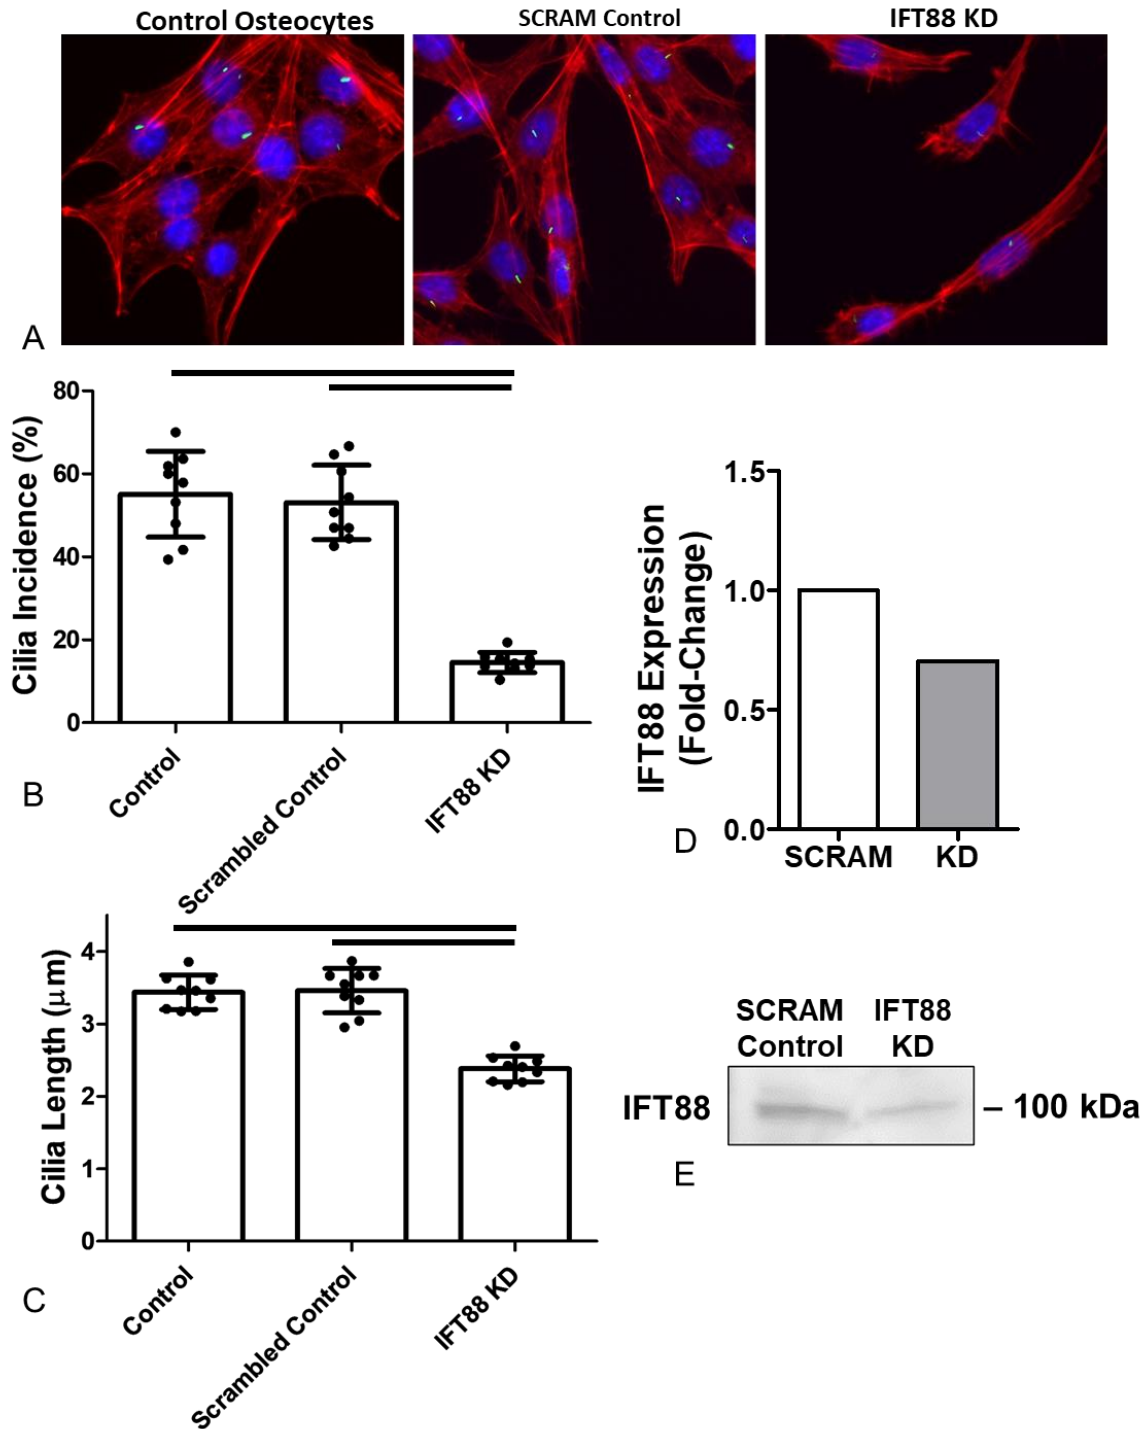 Control Osteocytes
SCRAM Control
IFT88 KD
A
Cilia Incidence (%)
80
60
40
20
0
Control
Scrambled Control
IFT88 KD
B
IFT88 Expression
(Fold-Change)
1.5
1.0
0.5
0.0
SCRAM
KD
D
Cilia Length (μm)
4
3
2
1
0
Control
Scrambled Control
IFT88 KD
C
SCRAM
Control
IFT88
KD
IFT88
– 100 kDa
E